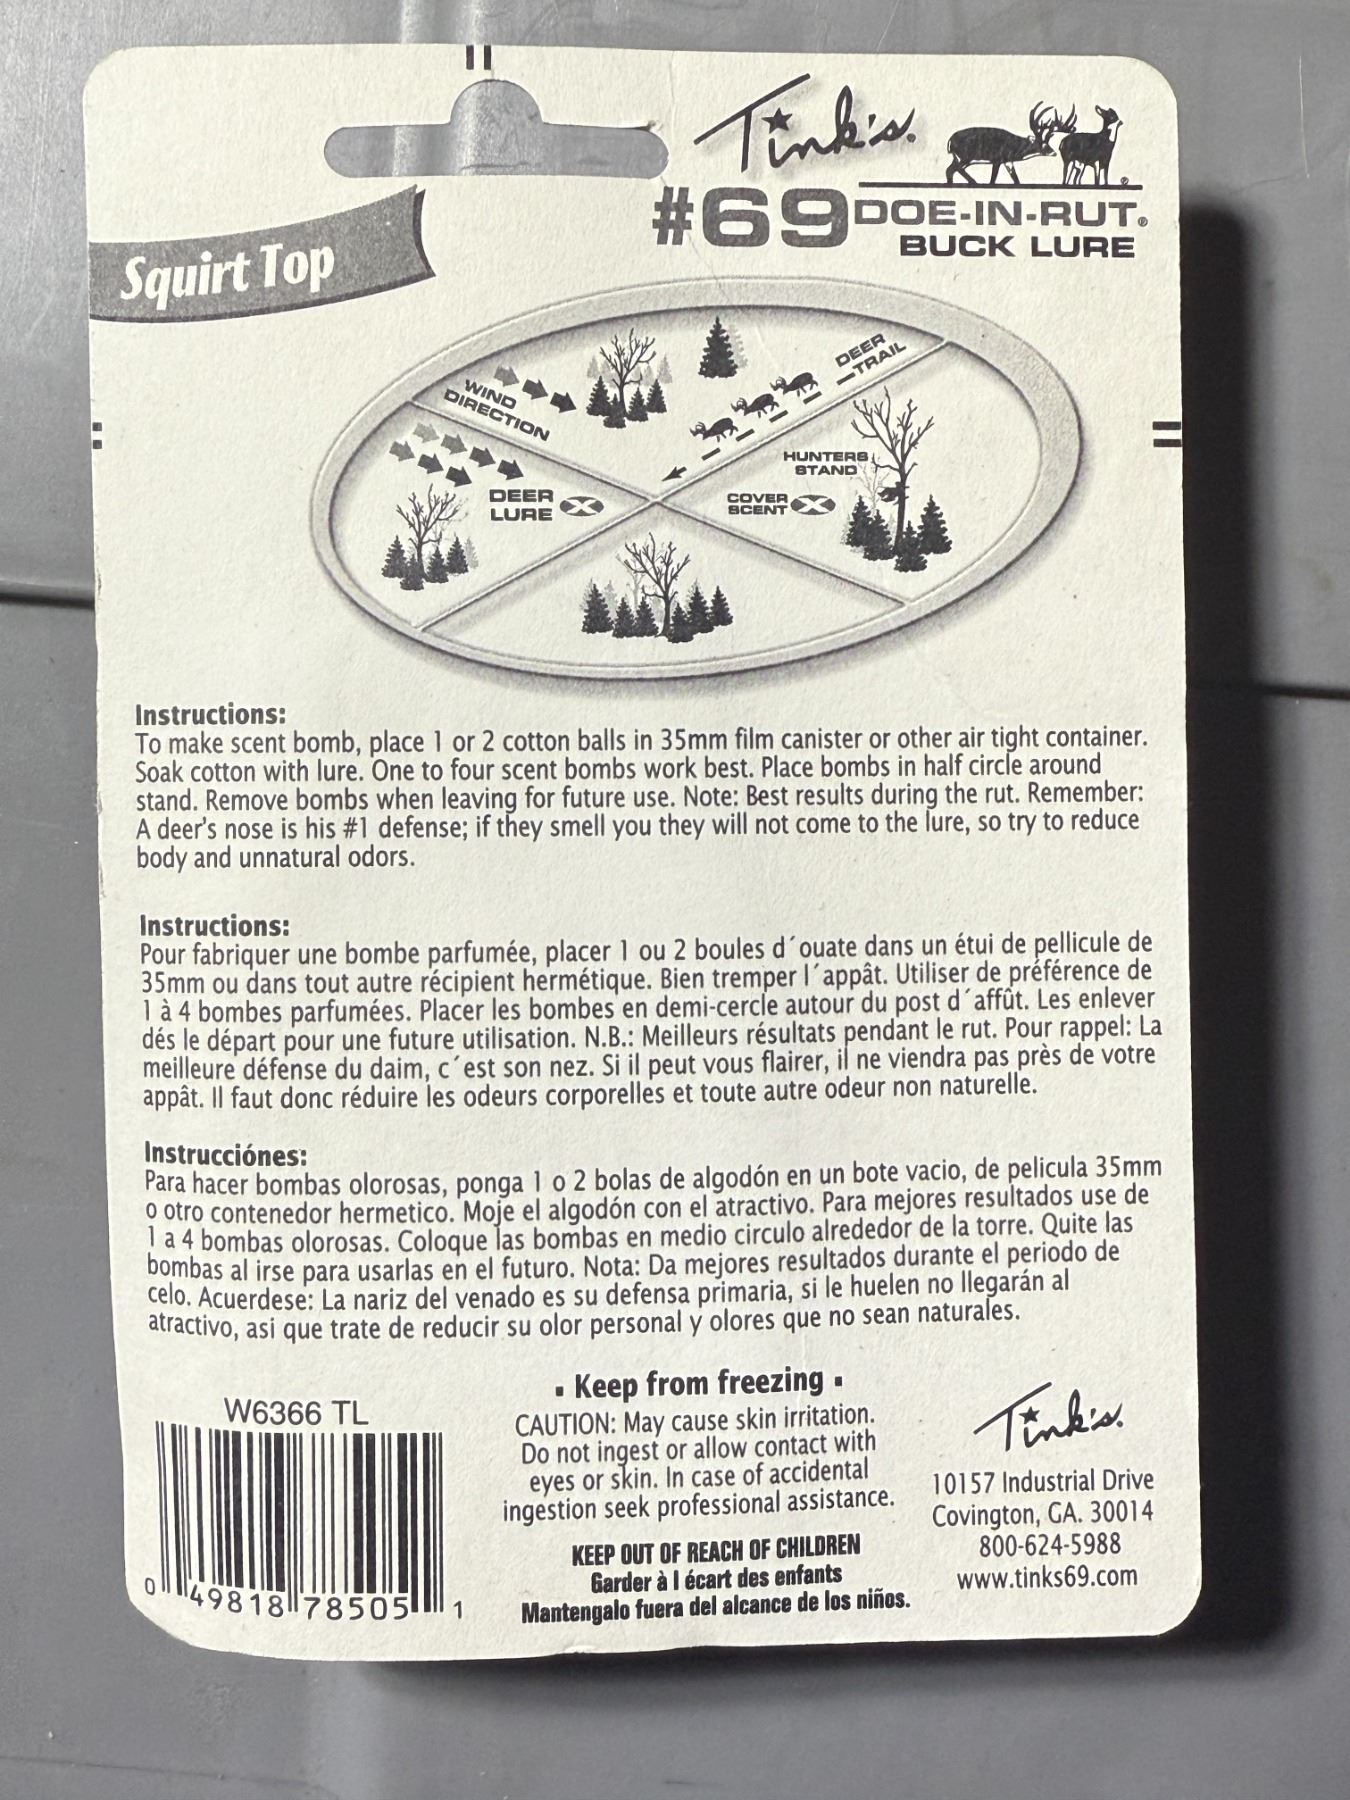 Tink's.
#69 DOE-IN-RUT®
BUCK LURE
Squirt Top
DEER
TRAIL
WIND
DIRECTION
HUNTERS
STAND
DEER
LURE
COVER
SCENT
Instructions:
To make scent bomb, place 1 or 2 cotton balls in 35mm film canister or other air tight container.
Soak cotton with lure. One to four scent bombs work best. Place bombs in half circle around
stand. Remove bombs when leaving for future use. Note: Best results during the rut. Remember:
A deer's nose is his #1 defense; if they smell you they will not come to the lure, so try to reduce
body and unnatural odors.
Instructions:
Pour fabriquer une bombe parfumée, placer 1 ou 2 boules d´ouate dans un étui de pellicule de
35mm ou dans tout autre récipient hermétique. Bien tremper l´appât. Utiliser de préférence de
1 à 4 bombes parfumées. Placer les bombes en demi-cercle autour du post d´affût. Les enlever
dés le départ pour une future utilisation. N.B.: Meilleurs résultats pendant le rut. Pour rappel: La
meilleure défense du daim, c´est son nez. Si il peut vous flairer, il ne viendra pas près de votre
appât. Il faut donc réduire les odeurs corporelles et toute autre odeur non naturelle.
Instrucciónes:
Para hacer bombas olorosas, ponga 1 o 2 bolas de algodón en un bote vacio, de pelicula 35mm
o otro contenedor hermetico. Moje el algodón con el atractivo. Para mejores resultados use de
1 a 4 bombas olorosas. Coloque las bombas en medio circulo alrededor de la torre. Quite las
bombas al irse para usarlas en el futuro. Nota: Da mejores resultados durante el periodo de
celo. Acuerdese: La nariz del venado es su defensa primaria, si le huelen no llegarán al
atractivo, asi que trate de reducir su olor personal y olores que no sean naturales.
▪ Keep from freezing ▪
CAUTION: May cause skin irritation.
Do not ingest or allow contact with
eyes or skin. In case of accidental
ingestion seek professional assistance.
KEEP OUT OF REACH OF CHILDREN
Garder à l écart des enfants
Mantengalo fuera del alcance de los niños.
W6366 TL
0 49818 78505 1
Tink's.
10157 Industrial Drive
Covington, GA. 30014
800-624-5988
www.tinks69.com